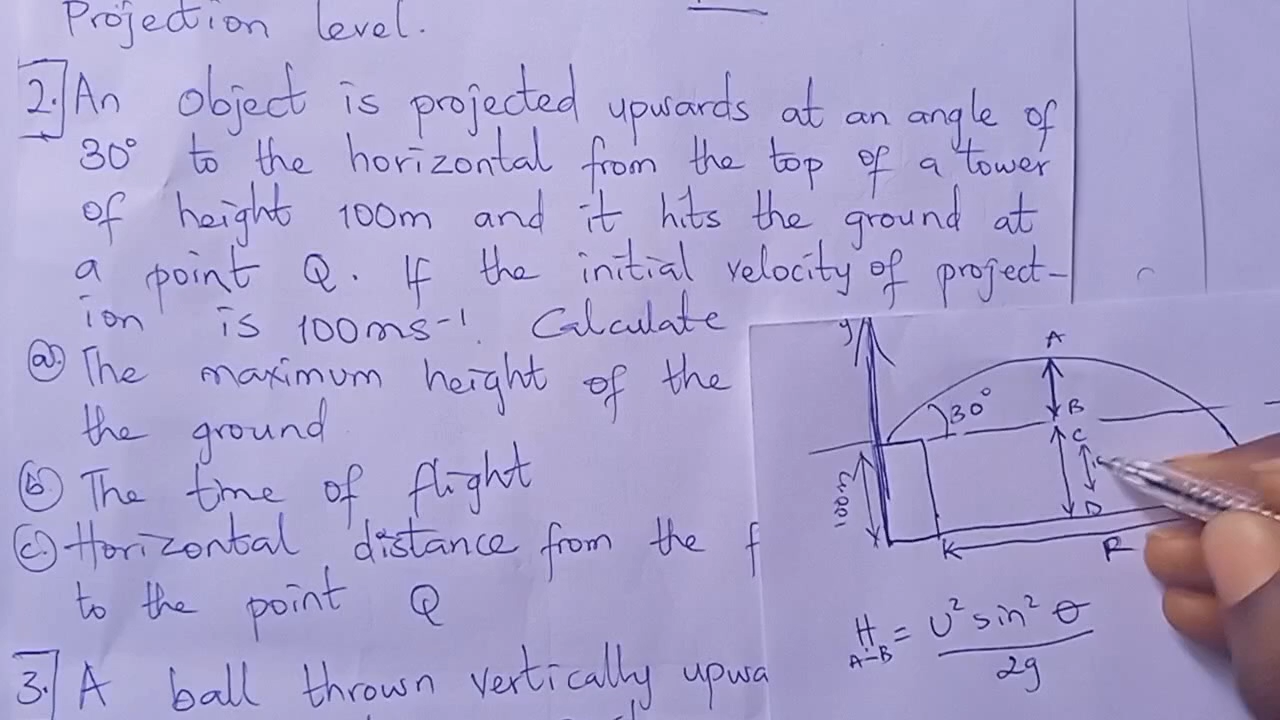 Projection level.
2. An object is projected upwards at an angle of
30° to the horizontal from the top of a tower
of height 100m and it hits the ground at
a point Q. If the initial velocity of project-
ion is 100ms⁻¹. Calculate
(a). The maximum height of the
the ground
(b). The time of flight
(c). Horizontal distance from the
to the point Q
3. A ball thrown vertically upwa
y
A
30°
B
C
100m
D
K
R
H = U² sin² θ
A-B
2g